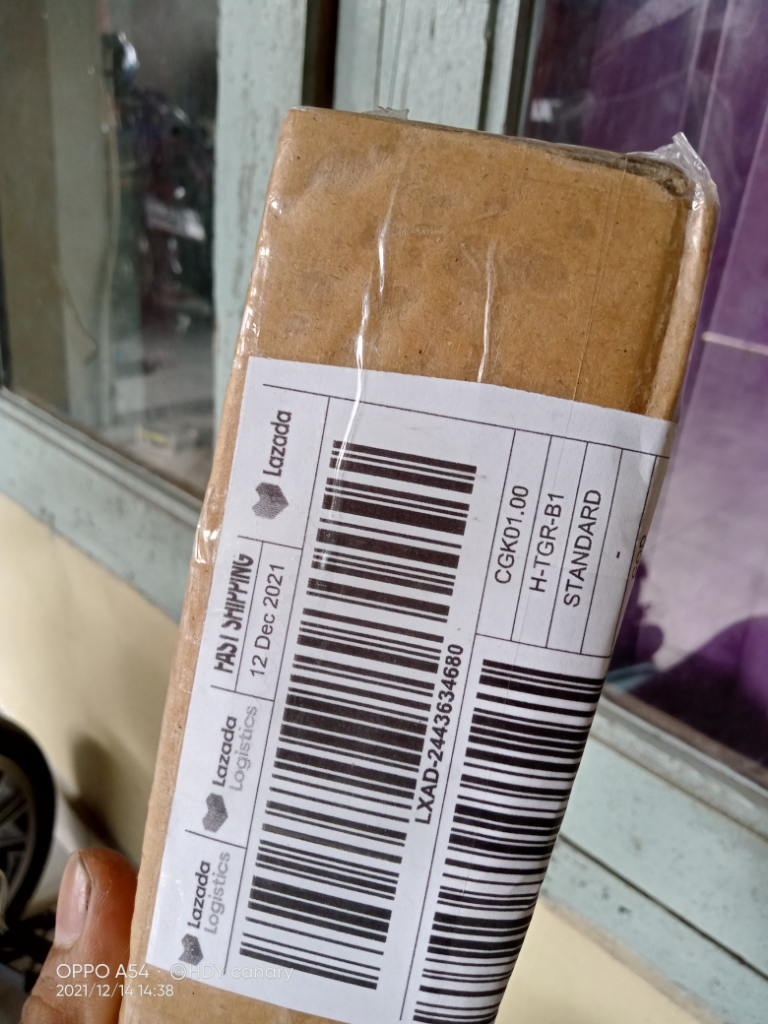 Lazada
FAST SHIPPING
12 Dec 2021
Lazada
Logistics
Lazada
Logistics
LXAD-2443634680
CGK01.00
H-TGR-B1
STANDARD
-
OPPO A54 · ©HDY canary
2021/12/14 14:38